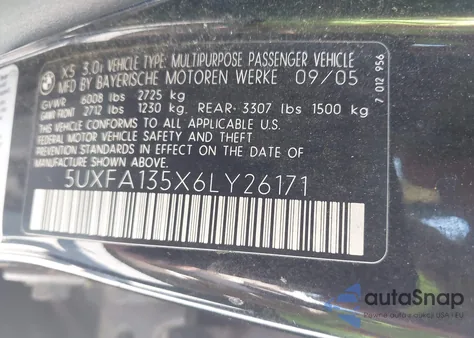 X5 3.0i VEHICLE TYPE: MULTIPURPOSE PASSENGER VEHICLE
MFD BY BAYERISCHE MOTOREN WERKE 09/05
GVWR 6008 lbs 2725 kg
GAWR FRONT 2712 lbs 1230 kg, REAR: 3307 lbs 1500 kg
THIS VEHICLE CONFORMS TO ALL APPLICABLE
FEDERAL MOTOR VEHICLE SAFETY AND THEFT
PREVENTION STANDARDS IN EFFECT ON THE DATE
OF MANUFACTURE SHOWN ABOVE.
5UXFA135X6LY26171
7 012 956
autoSnap